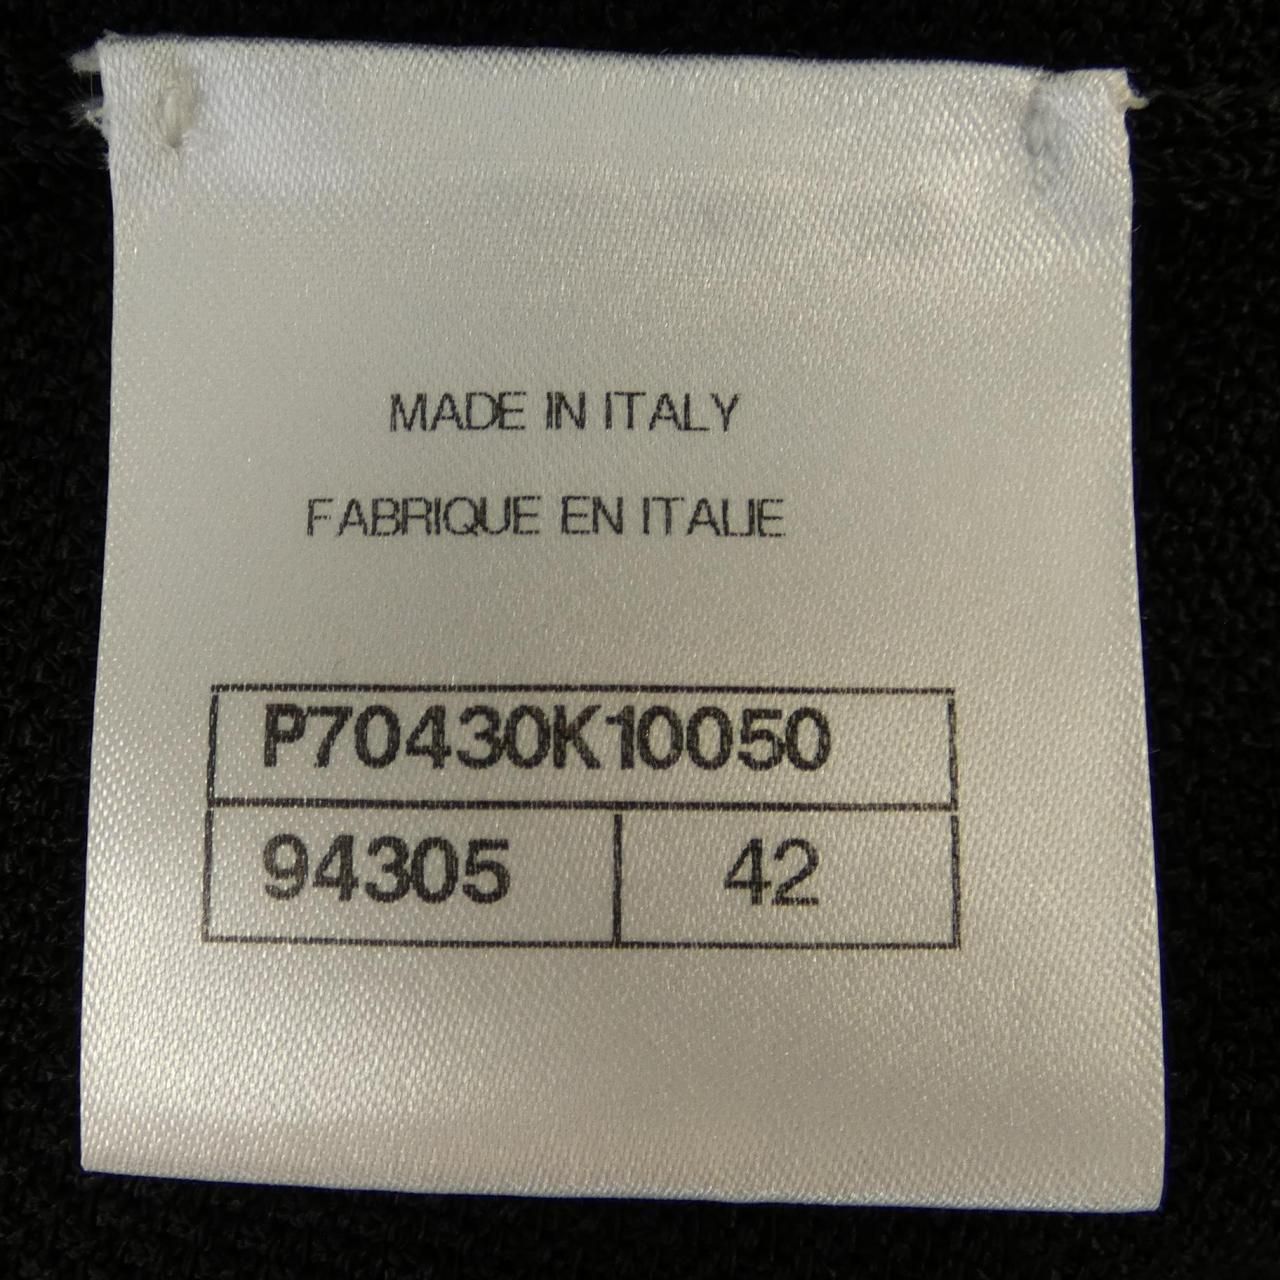 MADE IN ITALY
FABRIQUE EN ITALIE
P70430K10050
94305 42